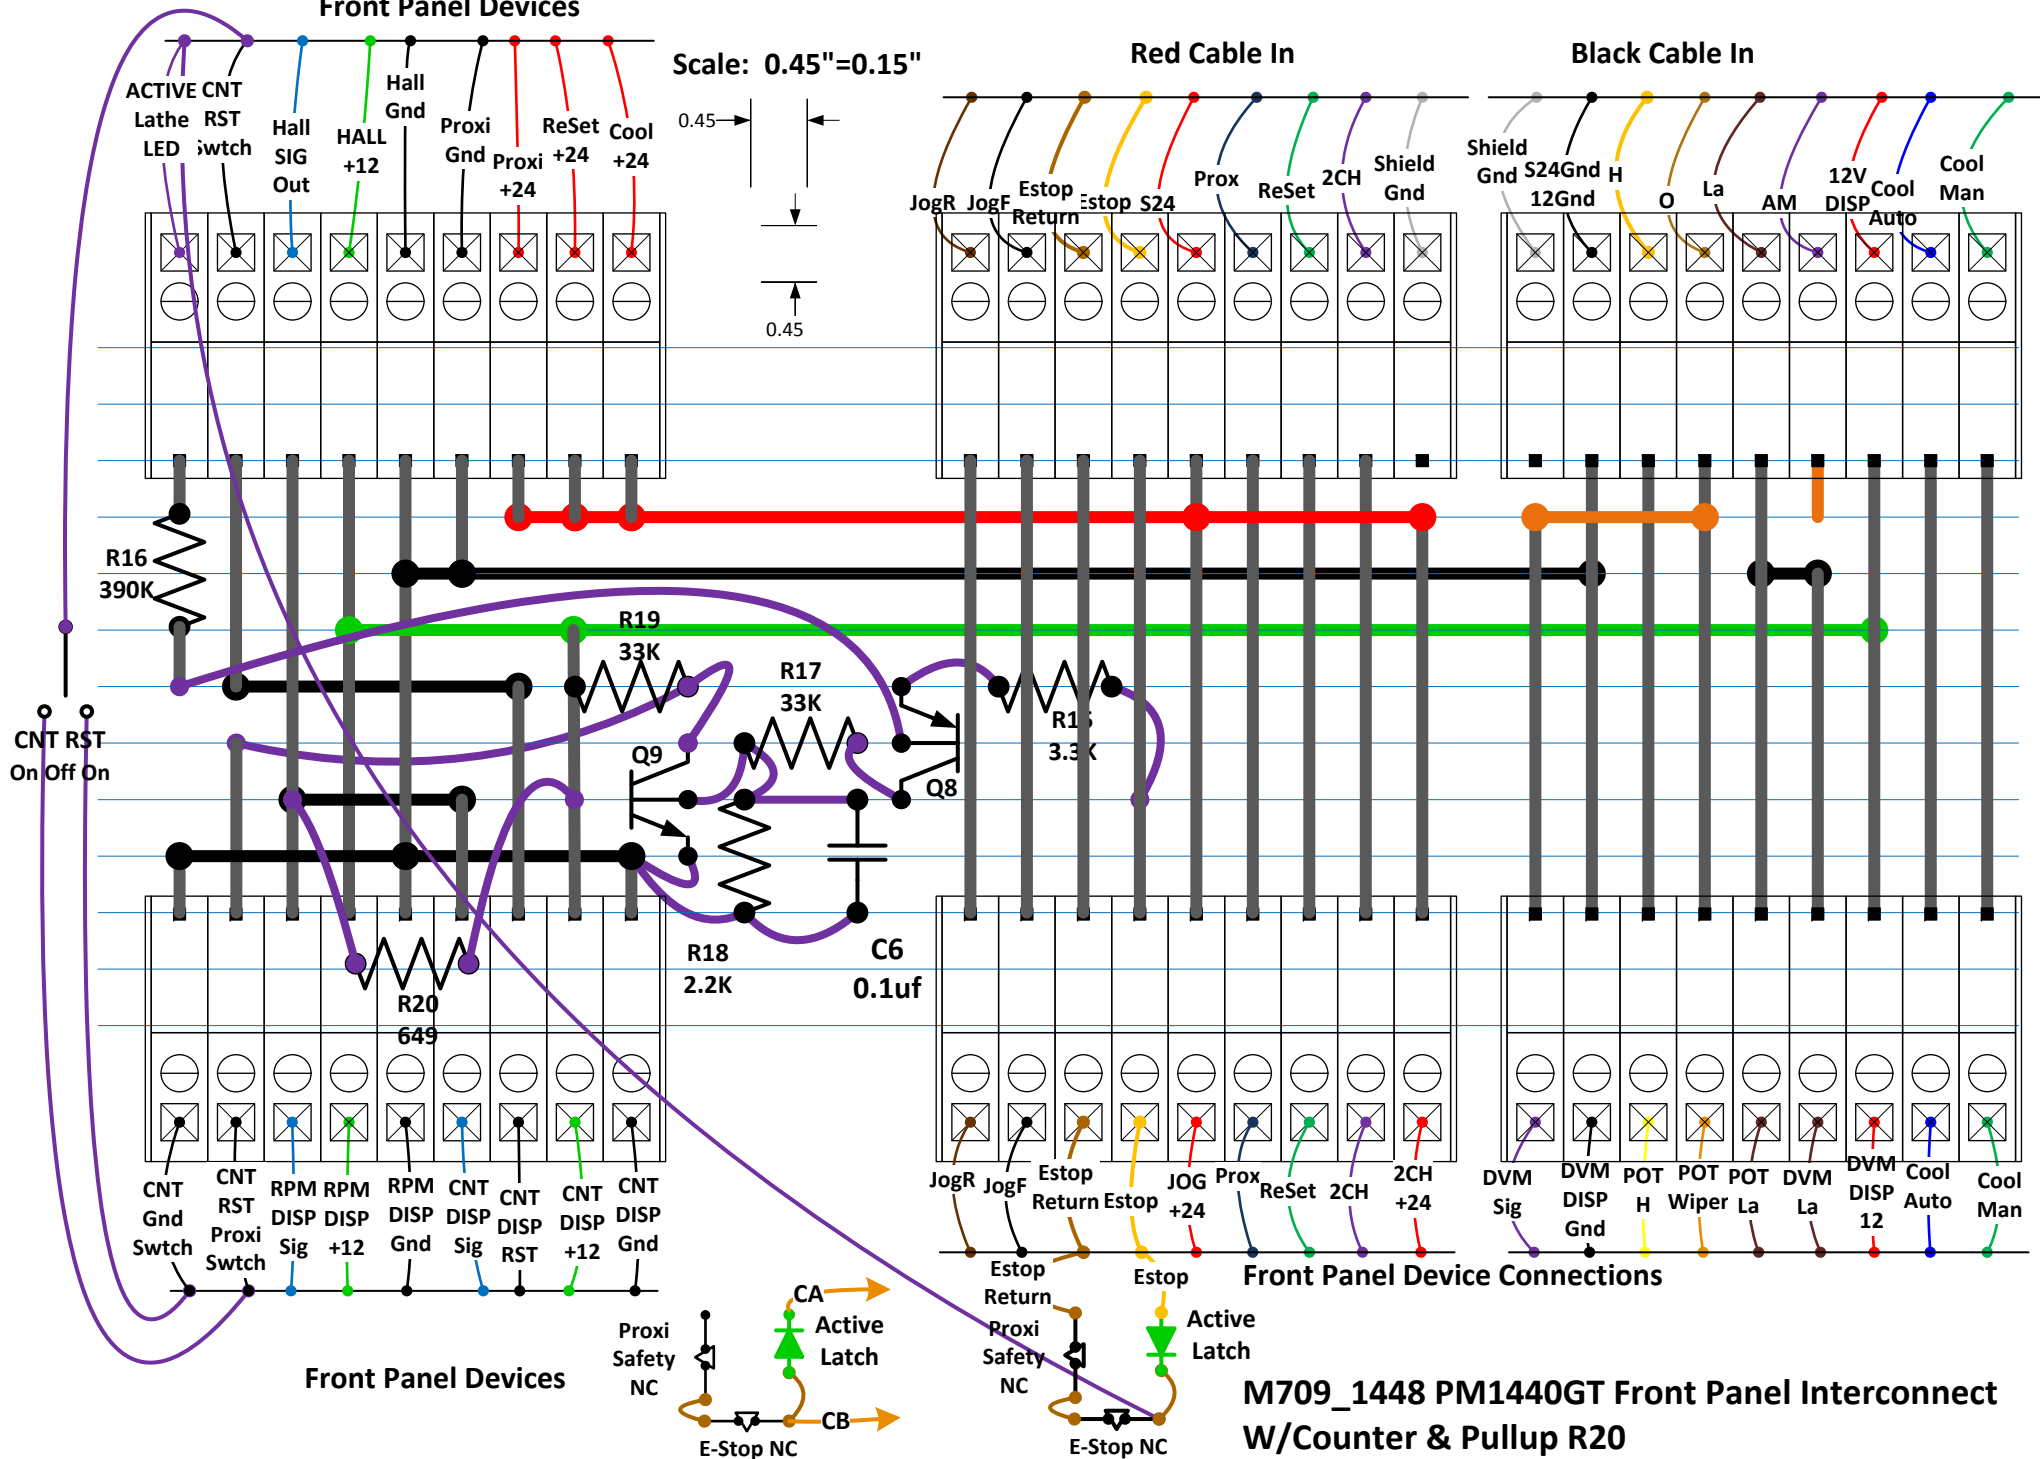 Front Panel Devices
Scale:  0.45"=0.15"
Red Cable In
Black Cable In
ACTIVE
Lathe
LED
CNT
RST
Swtch
Hall
SIG
Out
HALL
+12
Hall
Gnd
Proxi
Gnd
Proxi
+24
ReSet
+24
Cool
+24
0.45
0.45
JogR
JogF
Estop
Return
Estop
S24
Prox
ReSet
2CH
Shield
Gnd
Shield
Gnd
S24Gnd
12Gnd
H
O
La
AM
12V
DISP
Cool
Auto
Cool
Man
R16
390K
R19
33K
R17
33K
R15
3.3K
Q9
Q8
CNT RST
On Off On
R18
2.2K
C6
0.1uf
R20
649
CNT
Gnd
Swtch
CNT
RST
Proxi
Swtch
RPM
DISP
Sig
RPM
DISP
+12
RPM
DISP
Gnd
CNT
DISP
Sig
CNT
DISP
RST
CNT
DISP
+12
CNT
DISP
Gnd
JogR
JogF
Estop
Return
Estop
JOG
+24
Prox
ReSet
2CH
2CH
+24
DVM
Sig
DVM
DISP
Gnd
POT
H
POT
Wiper
POT
La
DVM
La
DVM
DISP
12
Cool
Auto
Cool
Man
Front Panel Device Connections
Front Panel Devices
Proxi
Safety
NC
CA
Active
Latch
CB
E-Stop NC
Estop
Return
Proxi
Safety
NC
Estop
Active
Latch
E-Stop NC
M709_1448 PM1440GT Front Panel Interconnect
W/Counter & Pullup R20